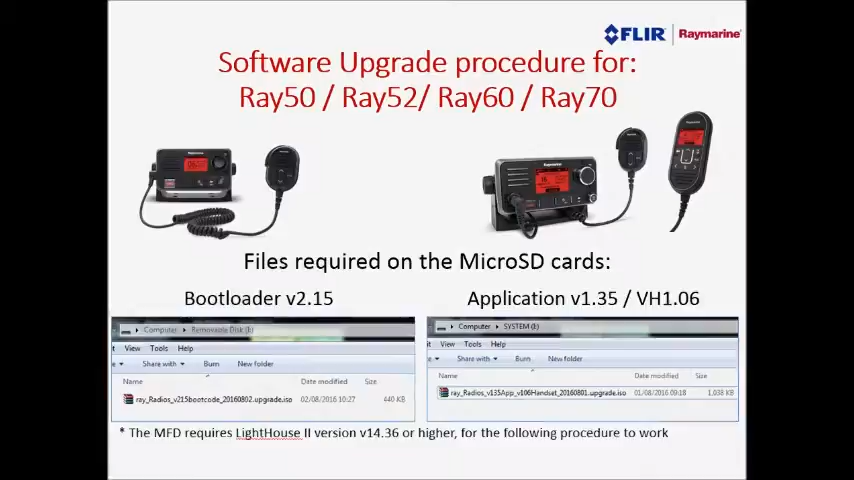 FLIR | Raymarine
Software Upgrade procedure for:
Ray50 / Ray52/ Ray60 / Ray70
Files required on the MicroSD cards:
Bootloader v2.15
Application v1.35 / VH1.06
Computer Removable Disk (I:)
t View Tools Help
Share with Burn New folder
Name Date modified Size
ray_Radios_v215bootcode_20160802.upgrade.iso 02/08/2016 10:27 440 KB
Computer SYSTEM (E:)
it View Tools Help
Share with Burn New folder
Name Date modified Size
ray_Radios_v135App_v106Handset_20160801.upgrade.iso 01/08/2016 09:18 1,038 KB
* The MFD requires LightHouse II version v14.36 or higher, for the following procedure to work